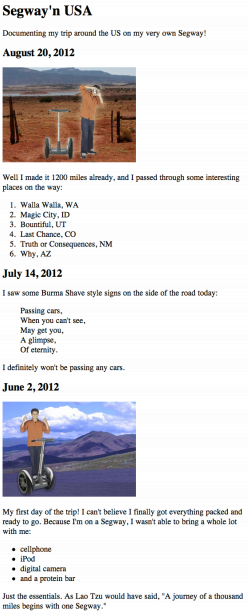 Segway'n USA
Documenting my trip around the US on my very own Segway!
August 20, 2012
Well I made it 1200 miles already, and I passed through some interesting
places on the way:
1. Walla Walla, WA
2. Magic City, ID
3. Bountiful, UT
4. Last Chance, CO
5. Truth or Consequences, NM
6. Why, AZ
July 14, 2012
I saw some Burma Shave style signs on the side of the road today:
Passing cars,
When you can't see,
May get you,
A glimpse,
Of eternity.
I definitely won't be passing any cars.
June 2, 2012
My first day of the trip! I can't believe I finally got everything packed and
ready to go. Because I'm on a Segway, I wasn't able to bring a whole lot
with me:
• cellphone
• iPod
• digital camera
• and a protein bar
Just the essentials. As Lao Tzu would have said, "A journey of a thousand
miles begins with one Segway."